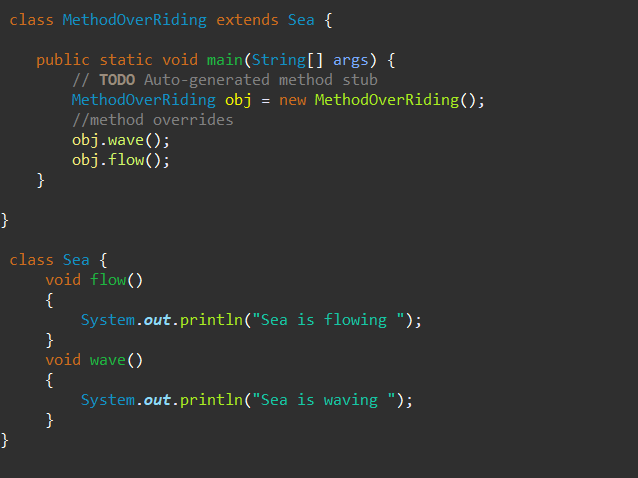 class MethodOverRiding extends Sea {
public static void main(String[] args) {
// TODO Auto-generated method stub
MethodOverRiding obj = new MethodOverRiding();
//method overrides
obj.wave();
obj.flow();
}
}
class Sea {
void flow()
{
System.out.println("Sea is flowing ");
}
void wave()
{
System.out.println("Sea is waving ");
}
}